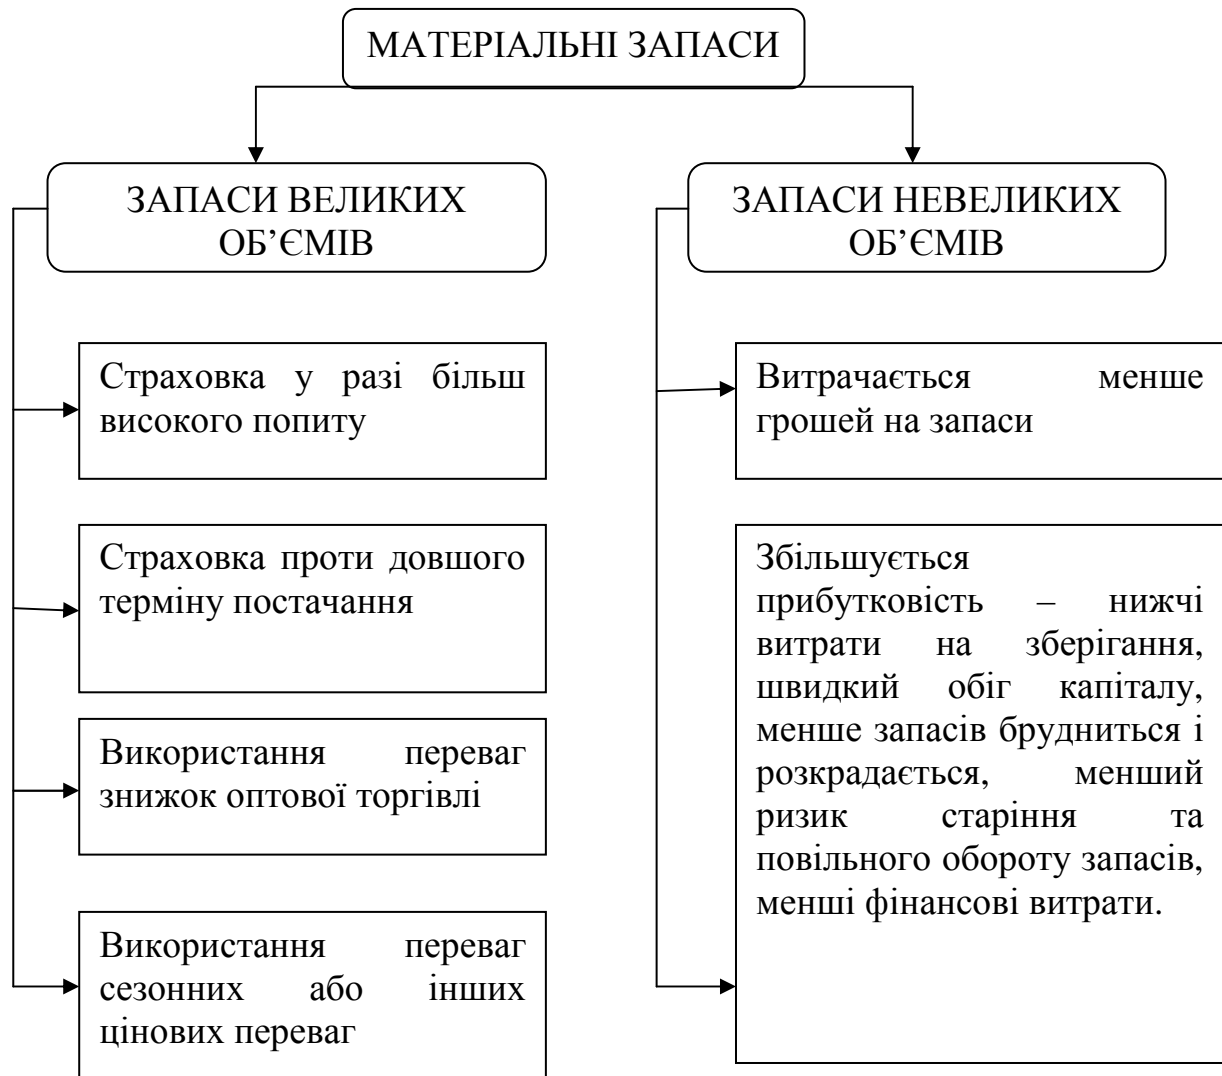 МАТЕРІАЛЬНІ ЗАПАСИ
ЗАПАСИ ВЕЛИКИХ
ОБ’ЄМІВ
Страховка у разі більш
високого попиту
Страховка проти довшого
терміну постачання
Використання переваг
знижок оптової торгівлі
Використання переваг
сезонних або інших
цінових переваг
ЗАПАСИ НЕВЕЛИКИХ
ОБ’ЄМІВ
Витрачається менше
грошей на запаси
Збільшується
прибутковість – нижчі
витрати на зберігання,
швидкий обіг капіталу,
менше запасів брудниться і
розкрадається, менший
ризик старіння та
повільного обороту запасів,
менші фінансові витрати.